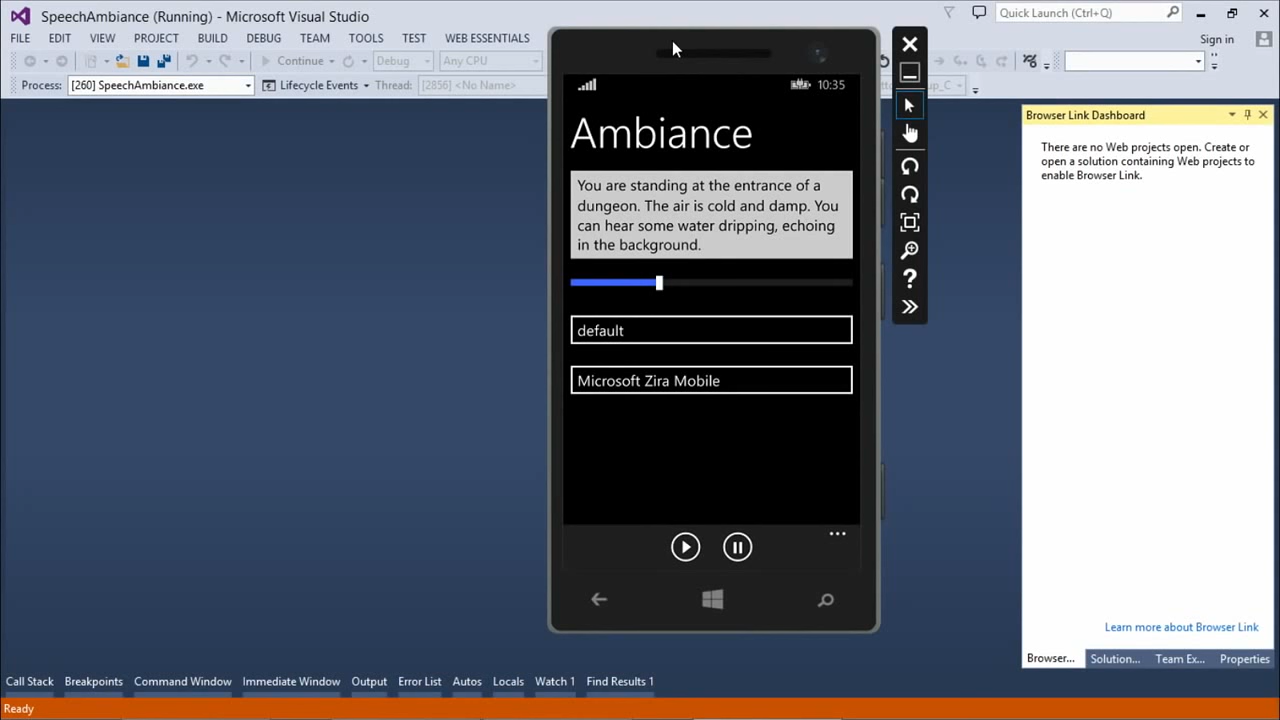 SpeechAmbiance (Running) - Microsoft Visual Studio
Quick Launch (Ctrl+Q)
FILE EDIT VIEW PROJECT BUILD DEBUG TEAM TOOLS TEST WEB ESSENTIALS
Sign in
Continue Debug Any CPU
Process: [260] SpeechAmbiance.exe Lifecycle Events Thread: [2856] <No Name>
10:35
Ambiance
You are standing at the entrance of a
dungeon. The air is cold and damp. You
can hear some water dripping, echoing
in the background.
default
Microsoft Zira Mobile
Browser Link Dashboard
There are no Web projects open. Create or
open a solution containing Web projects to
enable Browser Link.
Learn more about Browser Link
Browser... Solution... Team Ex... Properties
Call Stack Breakpoints Command Window Immediate Window Output Error List Autos Locals Watch 1 Find Results 1
Ready